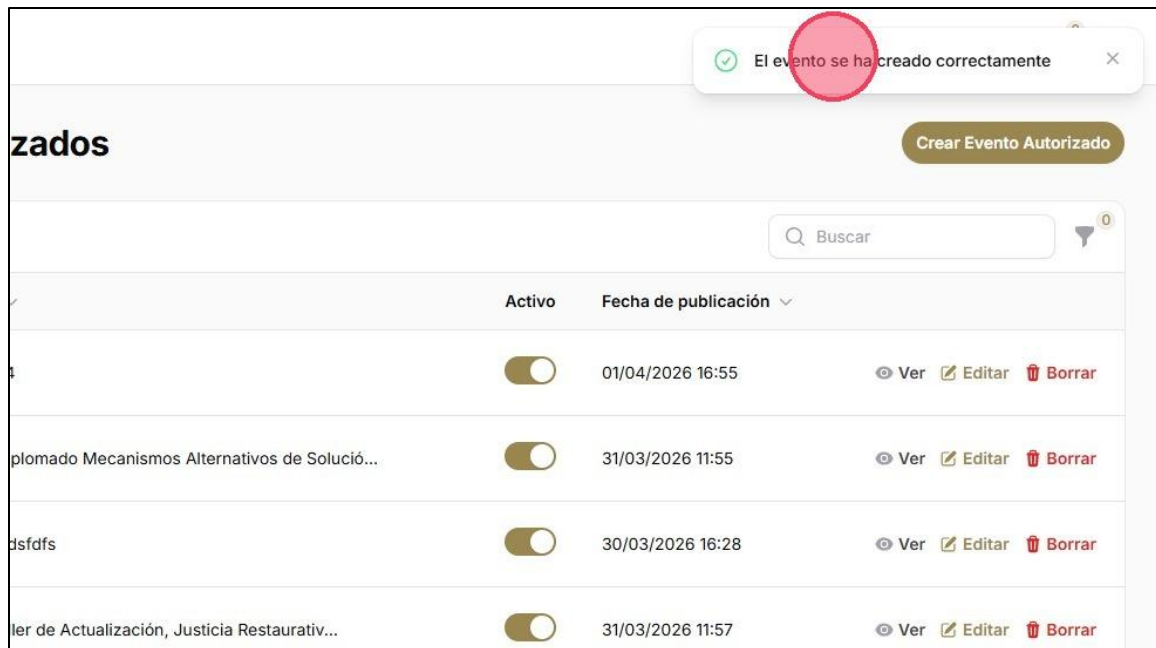 El evento se ha creado correctamente
zados
Crear Evento Autorizado
Buscar
0
Activo Fecha de publicación
4 01/04/2026 16:55 Ver Editar Borrar
plomado Mecanismos Alternativos de Solució... 31/03/2026 11:55 Ver Editar Borrar
dsfdfs 30/03/2026 16:28 Ver Editar Borrar
ler de Actualización, Justicia Restaurativ... 31/03/2026 11:57 Ver Editar Borrar